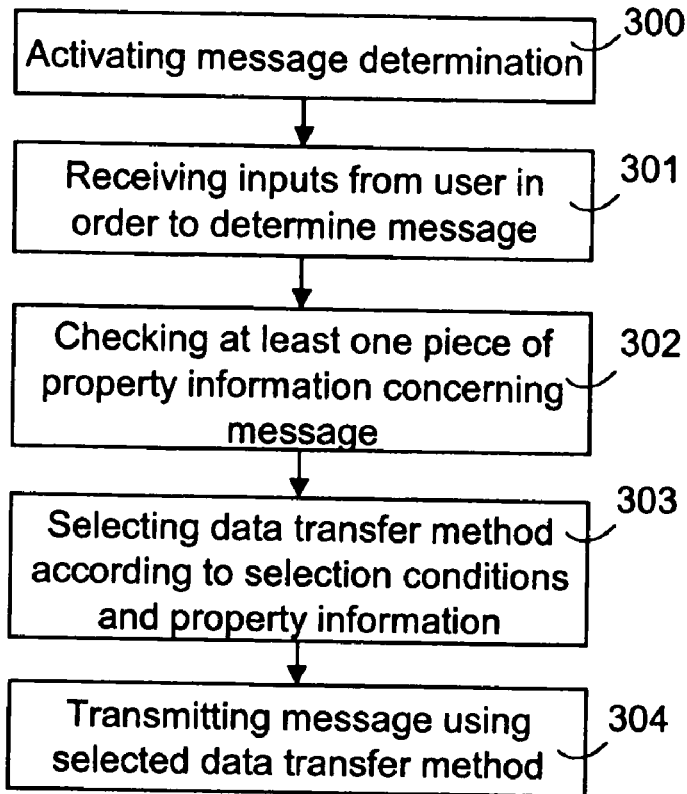 300
Activating message determination
301
Receiving inputs from user in
order to determine message
302
Checking at least one piece of
property information concerning
message
303
Selecting data transfer method
according to selection conditions
and property information
304
Transmitting message using
selected data transfer method